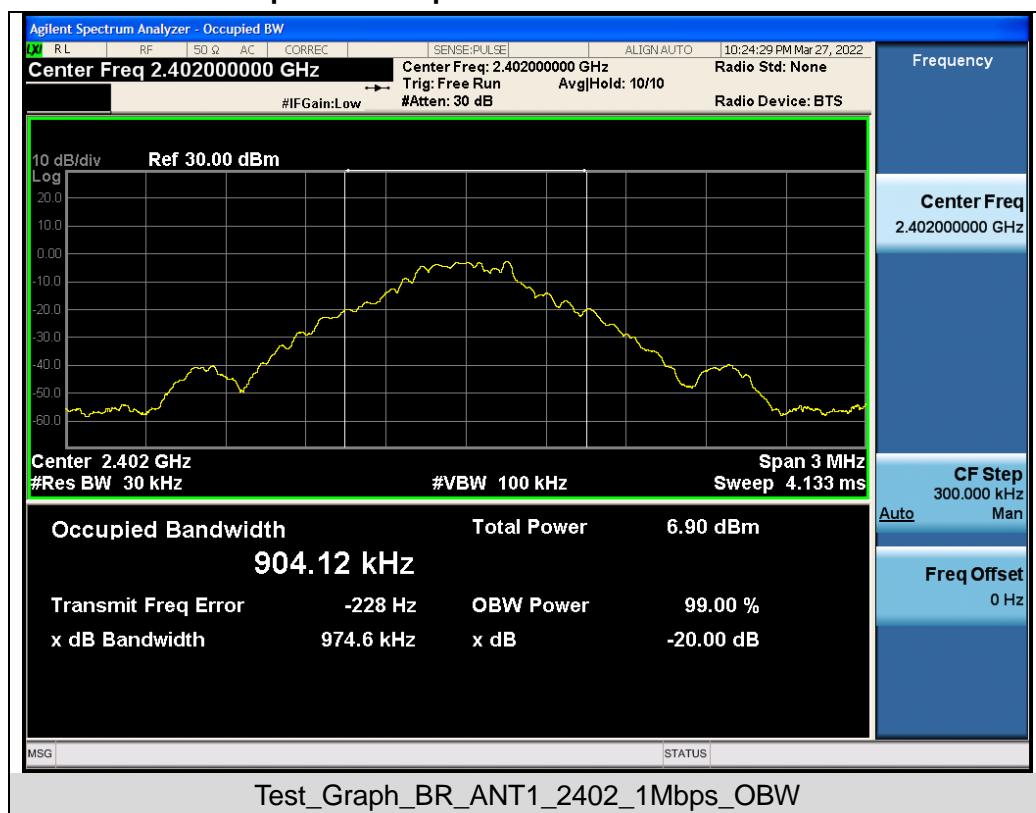 Agilent Spectrum Analyzer - Occupied BW
LXI RL RF 50 Ω AC CORREC SENSE:PULSE ALIGN AUTO 10:24:29 PM Mar 27, 2022
Center Freq 2.402000000 GHz
Center Freq: 2.402000000 GHz
Radio Std: None
Trig: Free Run Avg|Hold: 10/10
#IFGain:Low #Atten: 30 dB Radio Device: BTS
10 dB/div Ref 30.00 dBm
Log
20.0
10.0
0.00
-10.0
-20.0
-30.0
-40.0
-50.0
-60.0
Center 2.402 GHz Span 3 MHz
#Res BW 30 kHz #VBW 100 kHz Sweep 4.133 ms
Occupied Bandwidth Total Power 6.90 dBm
904.12 kHz
Transmit Freq Error -228 Hz OBW Power 99.00 %
x dB Bandwidth 974.6 kHz x dB -20.00 dB
Frequency
Center Freq
2.402000000 GHz
CF Step
300.000 kHz
Auto Man
Freq Offset
0 Hz
MSG STATUS
Test_Graph_BR_ANT1_2402_1Mbps_OBW